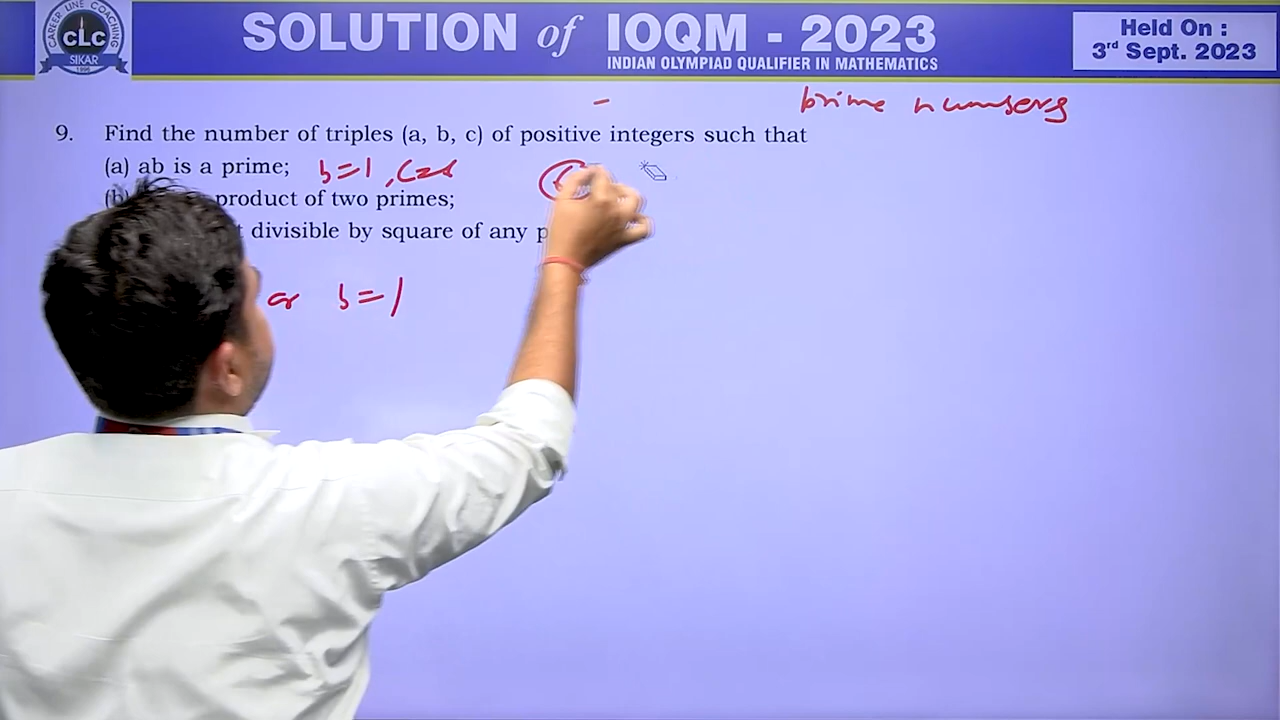 CAREER LINE COACHING
CLC
SIKAR
1996
SOLUTION of IOQM - 2023
INDIAN OLYMPIAD QUALIFIER IN MATHEMATICS
Held On :
3rd Sept. 2023
prime numbers
9. Find the number of triples (a, b, c) of positive integers such that
(a) ab is a prime; b=1
(b) product of two primes;
divisible by square of any p
or b=1